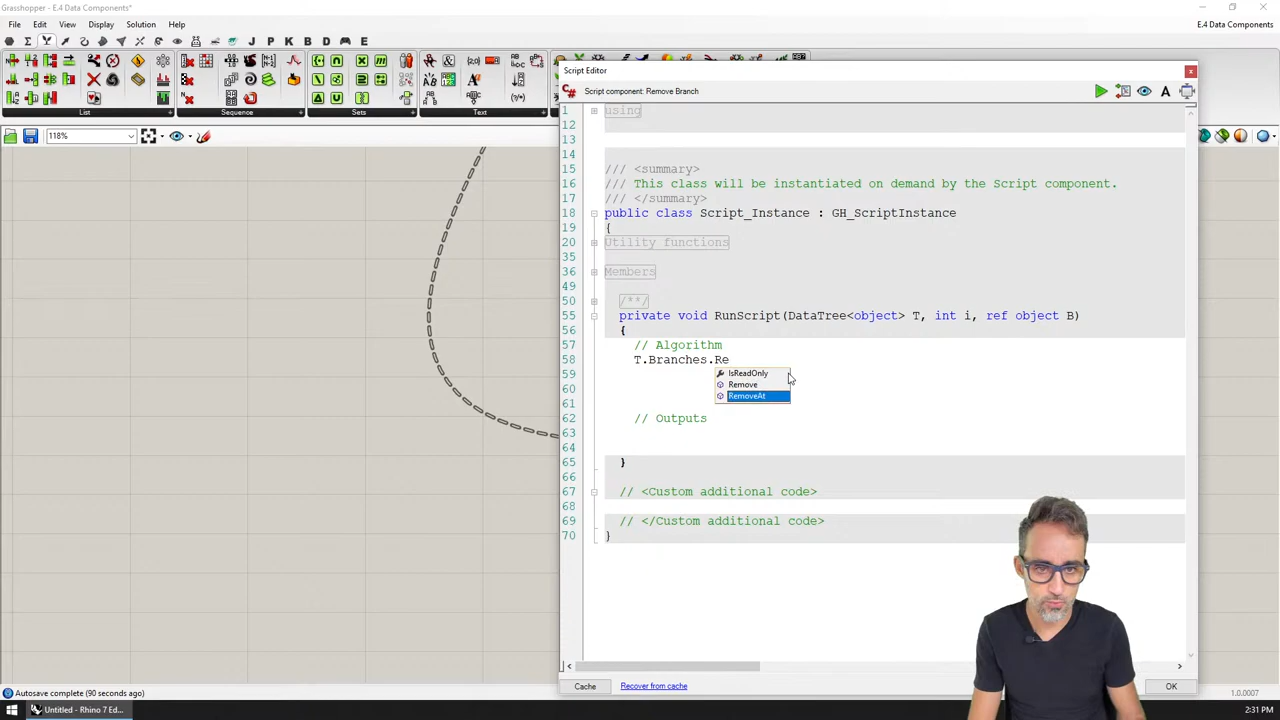 Grasshopper - E.4 Data Components*
File Edit View Display Solution Help
E.4 Data Components*
J P K B D E
List
Sequence
Sets
Text
118%
Script Editor
Script component: Remove Branch
1 using
12
13
14
15 /// <summary>
16 /// This class will be instantiated on demand by the Script component.
17 /// </summary>
18 public class Script_Instance : GH_ScriptInstance
19 {
20 Utility functions
35
36 Members
49
50 /**/
55 private void RunScript(DataTree<object> T, int i, ref object B)
56 {
57 // Algorithm
58 T.Branches.Re
59 IsReadOnly
60 Remove
61 RemoveAt
62 // Outputs
63
64
65 }
66
67 // <Custom additional code>
68
69 // </Custom additional code>
70 }
Cache
Recover from cache
OK
Autosave complete (90 seconds ago)
1.0.0007
Untitled - Rhino 7 Ed...
2:31 PM